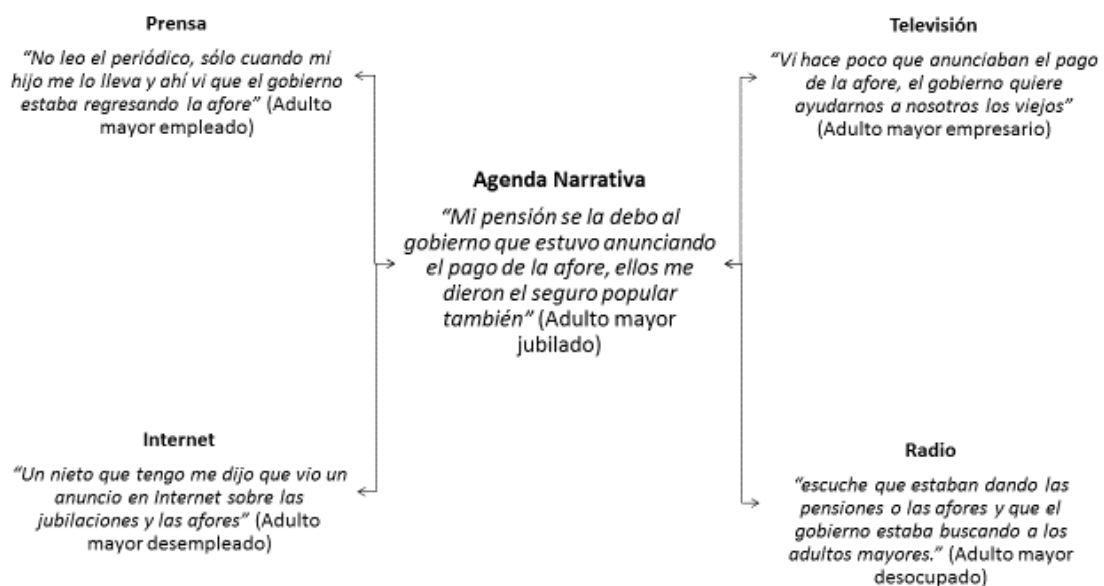 Prensa
“No leo el periódico, sólo cuando mi
hijo me lo lleva y ahí vi que el gobierno
estaba regresando la afore” (Adulto
mayor empleado)
Televisión
“Vi hace poco que anunciaban el pago
de la afore, el gobierno quiere
ayudarnos a nosotros los viejos”
(Adulto mayor empresario)
Agenda Narrativa
“Mi pensión se la debo al
gobierno que estuvo anunciando
el pago de la afore, ellos me
dieron el seguro popular
también” (Adulto mayor
jubilado)
Internet
“Un nieto que tengo me dijo que vio un
anuncio en Internet sobre las
jubilaciones y las afores” (Adulto
mayor desempleado)
Radio
“escuche que estaban dando las
pensiones o las afores y que el
gobierno estaba buscando a los
adultos mayores.” (Adulto mayor
desocupado)